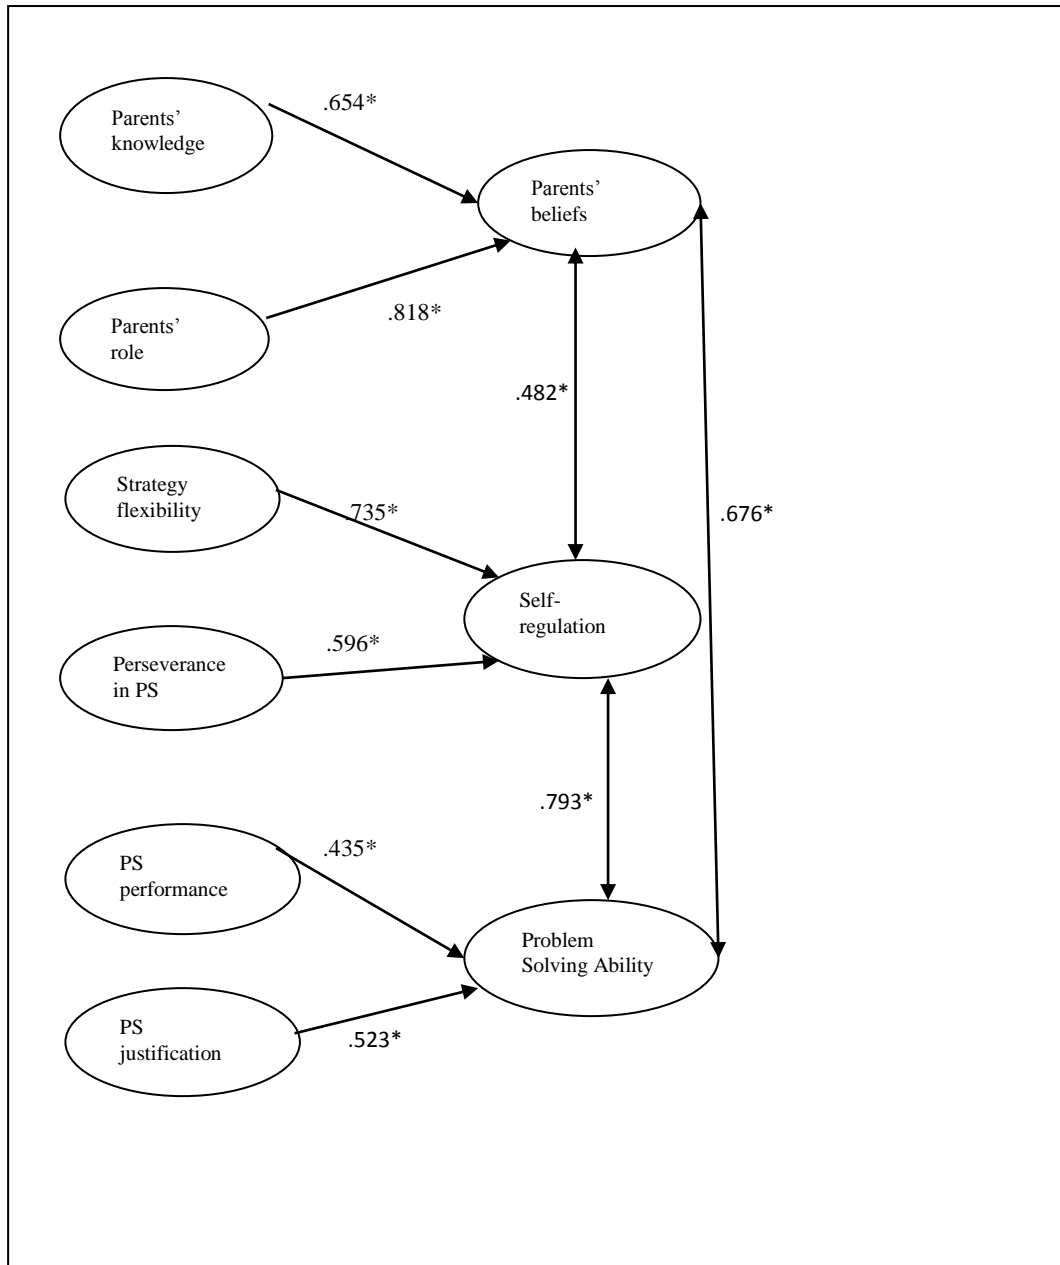 Parents’
knowledge
.654*
Parents’
beliefs
Parents’
role
.818*
.482*
Strategy
flexibility
.735*
.676*
Self-
regulation
Perseverance
in PS
.596*
.793*
PS
performance
.435*
Problem
Solving Ability
PS
justification
.523*